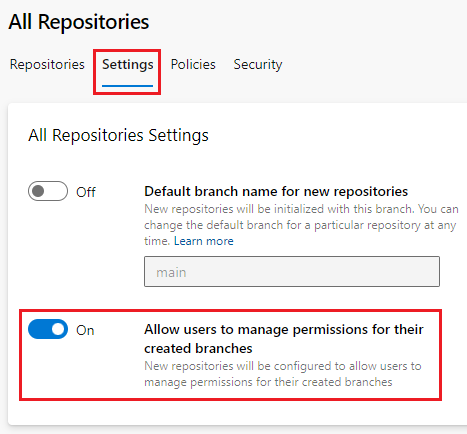 All Repositories
Repositories Settings Policies Security
All Repositories Settings
Off
Default branch name for new repositories
New repositories will be initialized with this branch. You can
change the default branch for a particular repository at any
time. Learn more
main
On
Allow users to manage permissions for their
created branches
New repositories will be configured to allow users to
manage permissions for their created branches